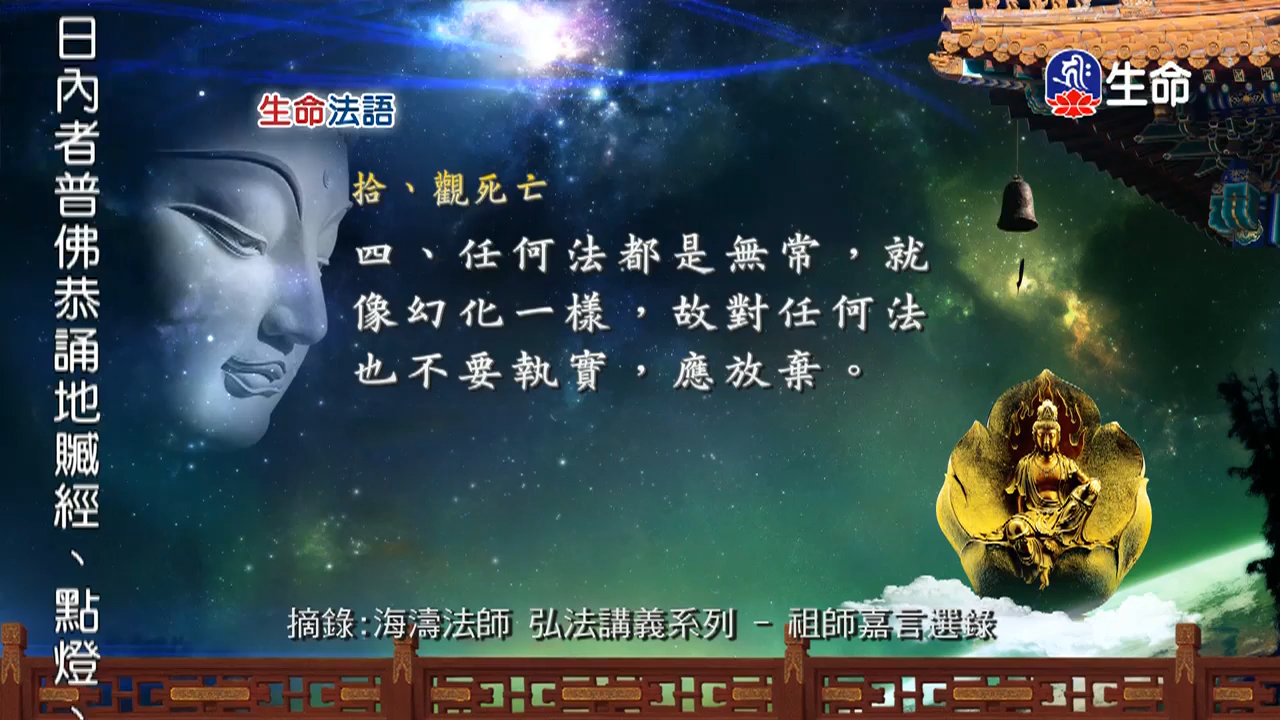 日內者普佛恭誦地贓經、點燈、
生命法語
生命
拾、觀死亡
四、任何法都是無常，就
像幻化一樣，故對任何法
也不要執實，應放棄。
摘錄:海濤法師 弘法講義系列 - 祖師嘉言選錄